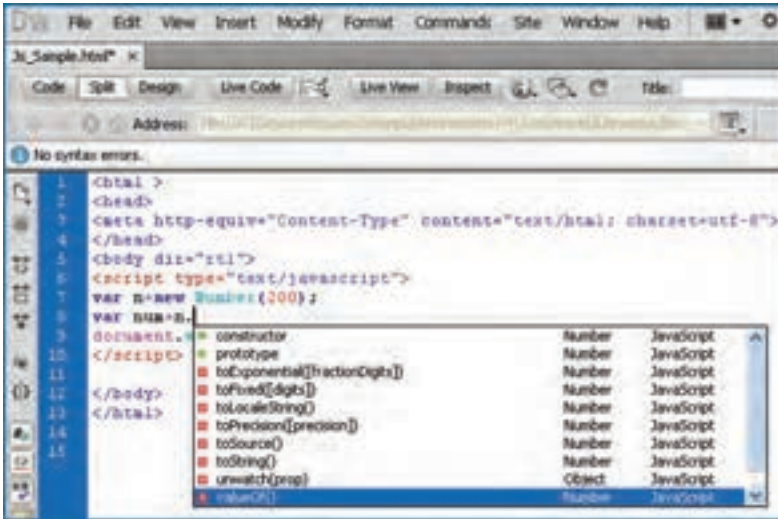 DW File Edit View Insert Modify Format Commands Site Window Help
Js_Sample.html* ×
Code Split Design Live Code Live View Inspect Title:
Address:
No syntax errors.
1 <html >
2 <head>
3 <meta http-equiv="Content-Type" content="text/html; charset=utf-8">
4 </head>
5 <body dir="rtl">
6 <script type="text/javascript">
7 var n=new Number(200);
8 var num=n.
9 document.
10 </script>
11
12 </body>
13 </html>
14
15
constructor Number JavaScript
prototype Number JavaScript
toExponential([fractionDigits]) Number JavaScript
toFixed([digits]) Number JavaScript
toLocaleString() Number JavaScript
toPrecision([precision]) Number JavaScript
toSource() Number JavaScript
toString() Number JavaScript
unwatch(prop) Object JavaScript
valueOf() Number JavaScript